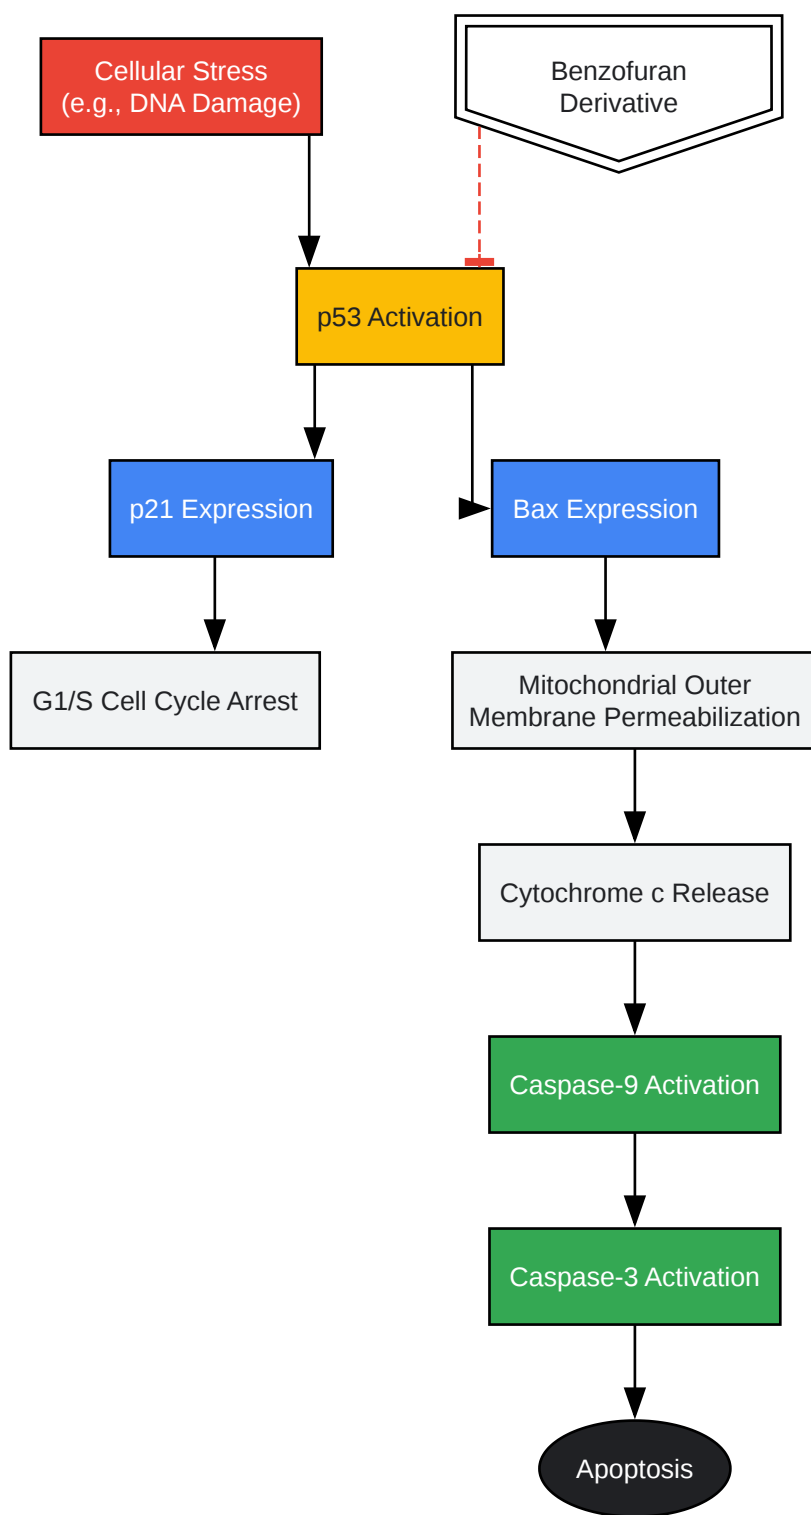 Cellular Stress
(e.g., DNA Damage)
Benzofuran
Derivative
p53 Activation
p21 Expression
Bax Expression
G1/S Cell Cycle Arrest
Mitochondrial Outer
Membrane Permeabilization
Cytochrome c Release
Caspase-9 Activation
Caspase-3 Activation
Apoptosis